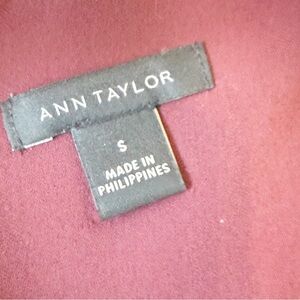 ANN TAYLOR
S
MADE IN
PHILIPPINES